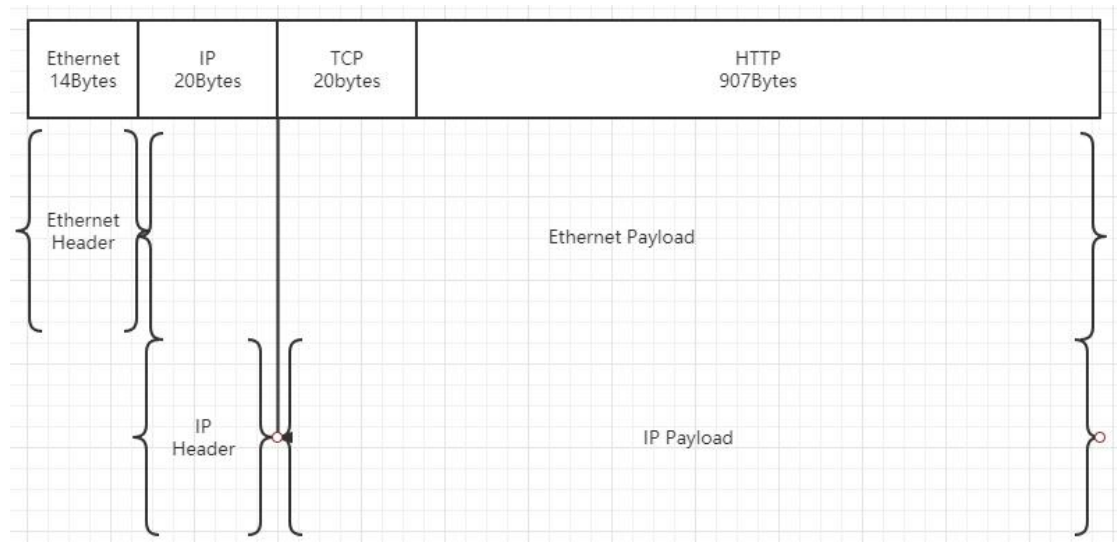 Ethernet
14Bytes
IP
20Bytes
TCP
20bytes
HTTP
907Bytes
Ethernet
Header
Ethernet Payload
IP
Header
IP Payload